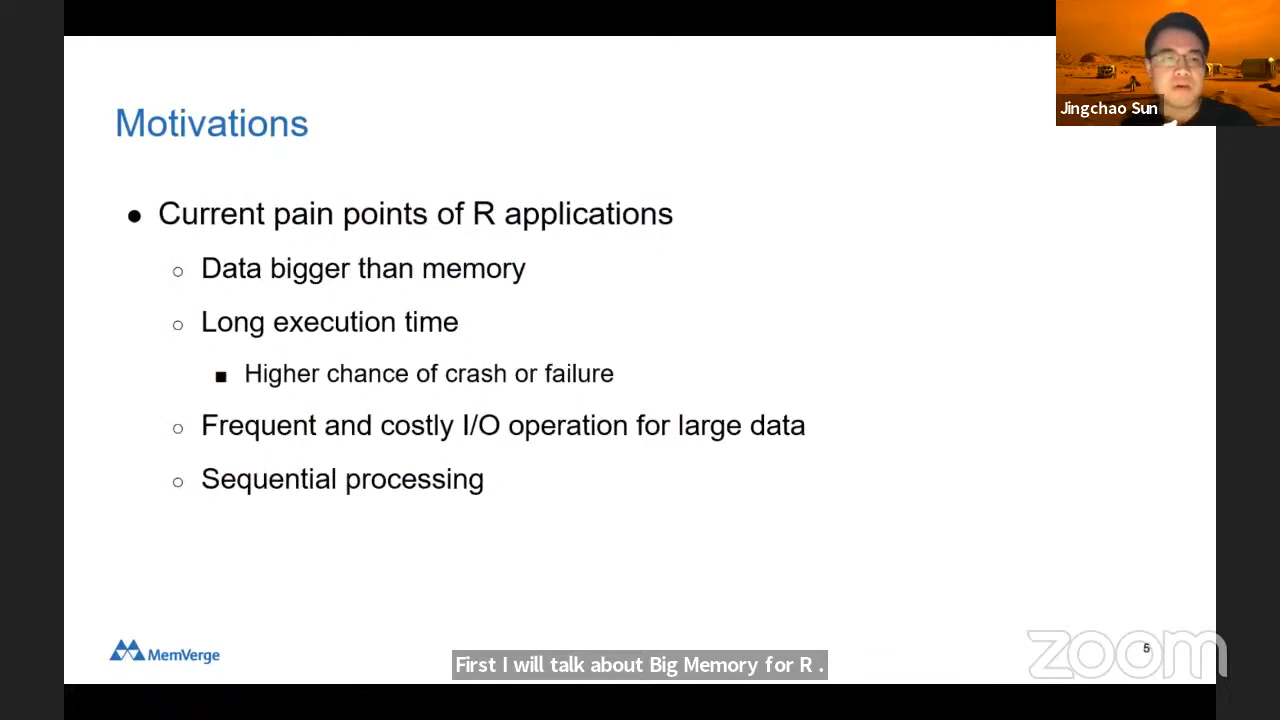 Jingchao Sun
Motivations
● Current pain points of R applications
○ Data bigger than memory
○ Long execution time
■ Higher chance of crash or failure
○ Frequent and costly I/O operation for large data
○ Sequential processing
MemVerge
First I will talk about Big Memory for R .
zoom
5